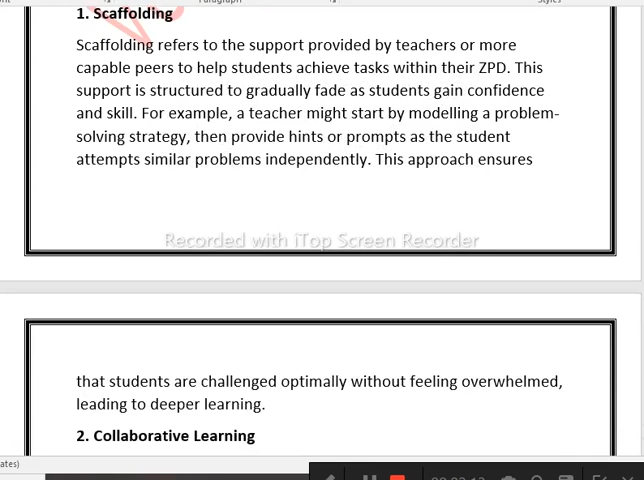 Paragraph
Styles
1. Scaffolding
Scaffolding refers to the support provided by teachers or more
capable peers to help students achieve tasks within their ZPD. This
support is structured to gradually fade as students gain confidence
and skill. For example, a teacher might start by modelling a problem-
solving strategy, then provide hints or prompts as the student
attempts similar problems independently. This approach ensures
Recorded with iTop Screen Recorder
that students are challenged optimally without feeling overwhelmed,
leading to deeper learning.
2. Collaborative Learning
ates)